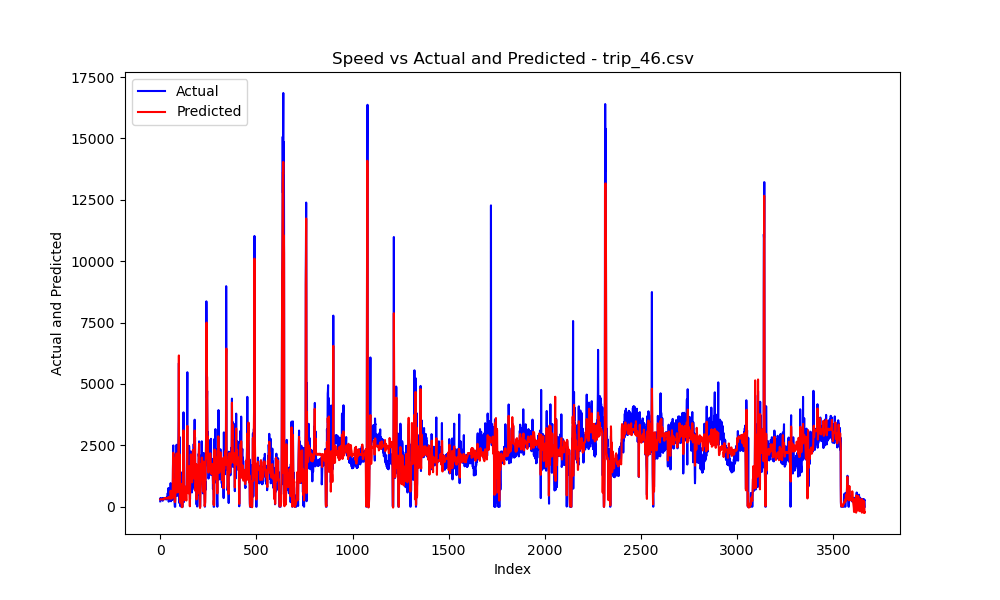 Speed vs Actual and Predicted - trip_46.csv
Actual
Predicted
17500
15000
12500
10000
7500
5000
2500
0
Actual and Predicted
0 500 1000 1500 2000 2500 3000 3500
Index